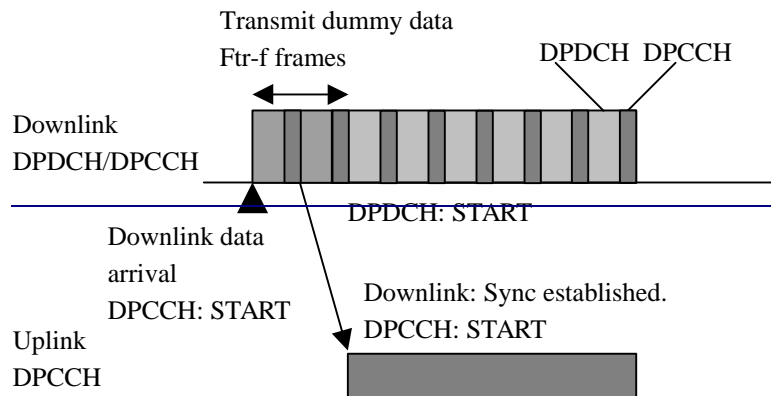 Transmit dummy data
Ftr-f frames
DPDCH DPCCH
Downlink
DPDCH/DPCCH
DPDCH: START
Downlink data
arrival
DPCCH: START
Downlink: Sync established.
DPCCH: START
Uplink
DPCCH